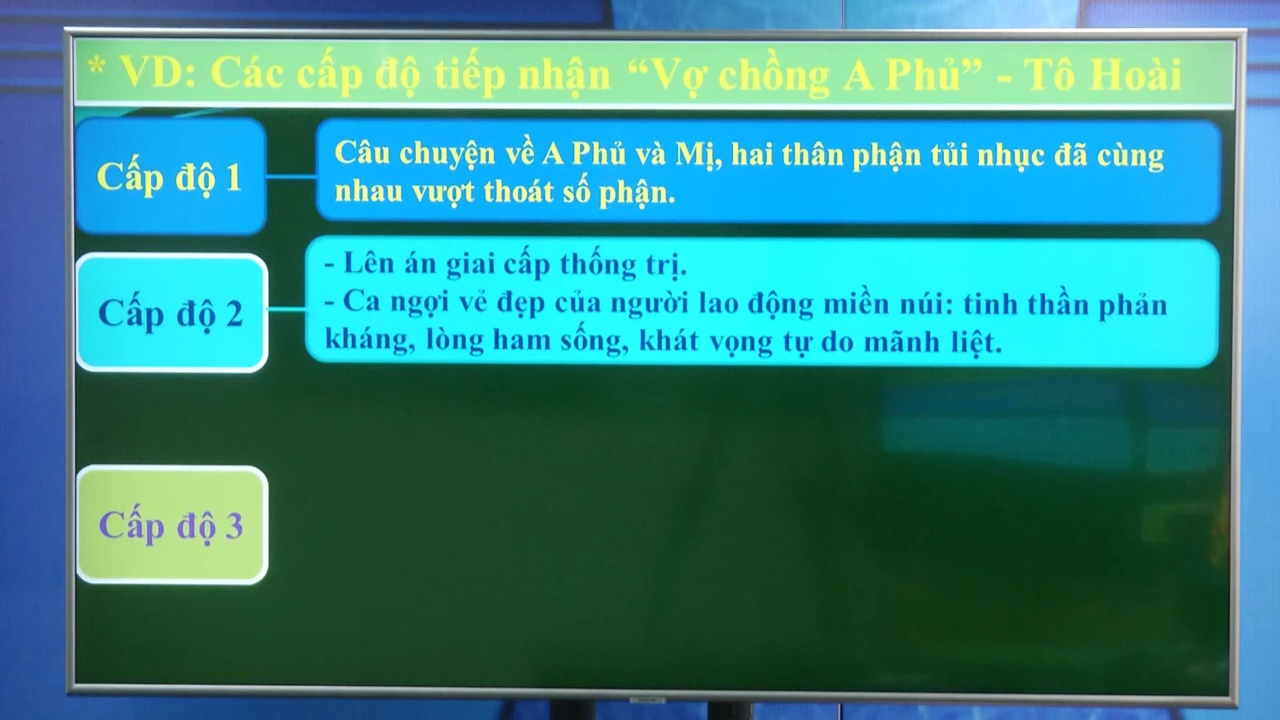 * VD: Các cấp độ tiếp nhận “Vợ chồng A Phủ” - Tô Hoài
Cấp độ 1
Câu chuyện về A Phủ và Mị, hai thân phận tủi nhục đã cùng
nhau vượt thoát số phận.
Cấp độ 2
- Lên án giai cấp thống trị.
- Ca ngợi vẻ đẹp của người lao động miền núi: tinh thần phản
kháng, lòng ham sống, khát vọng tự do mãnh liệt.
Cấp độ 3